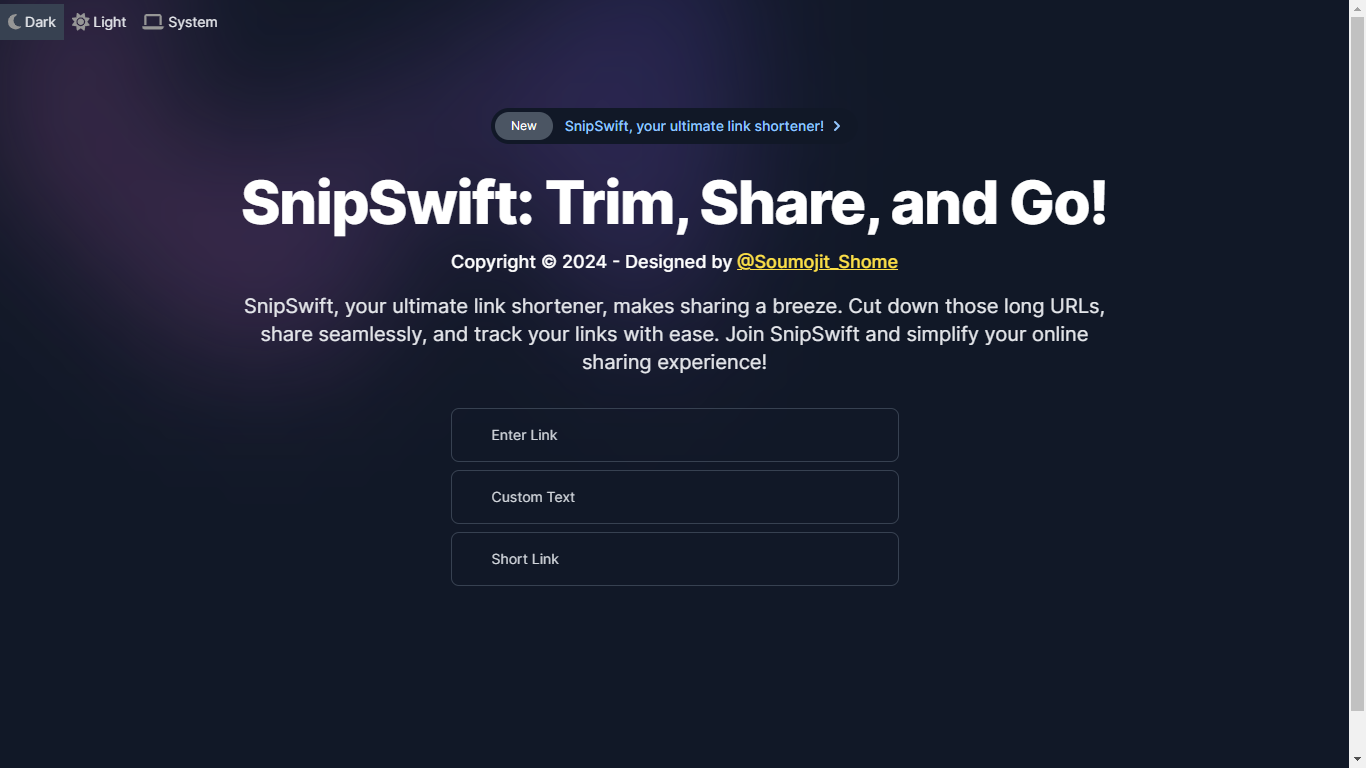 Dark Light System
New SnipSwift, your ultimate link shortener!
SnipSwift: Trim, Share, and Go!
Copyright © 2024 - Designed by @Soumojit_Shome
SnipSwift, your ultimate link shortener, makes sharing a breeze. Cut down those long URLs,
share seamlessly, and track your links with ease. Join SnipSwift and simplify your online
sharing experience!
Enter Link
Custom Text
Short Link